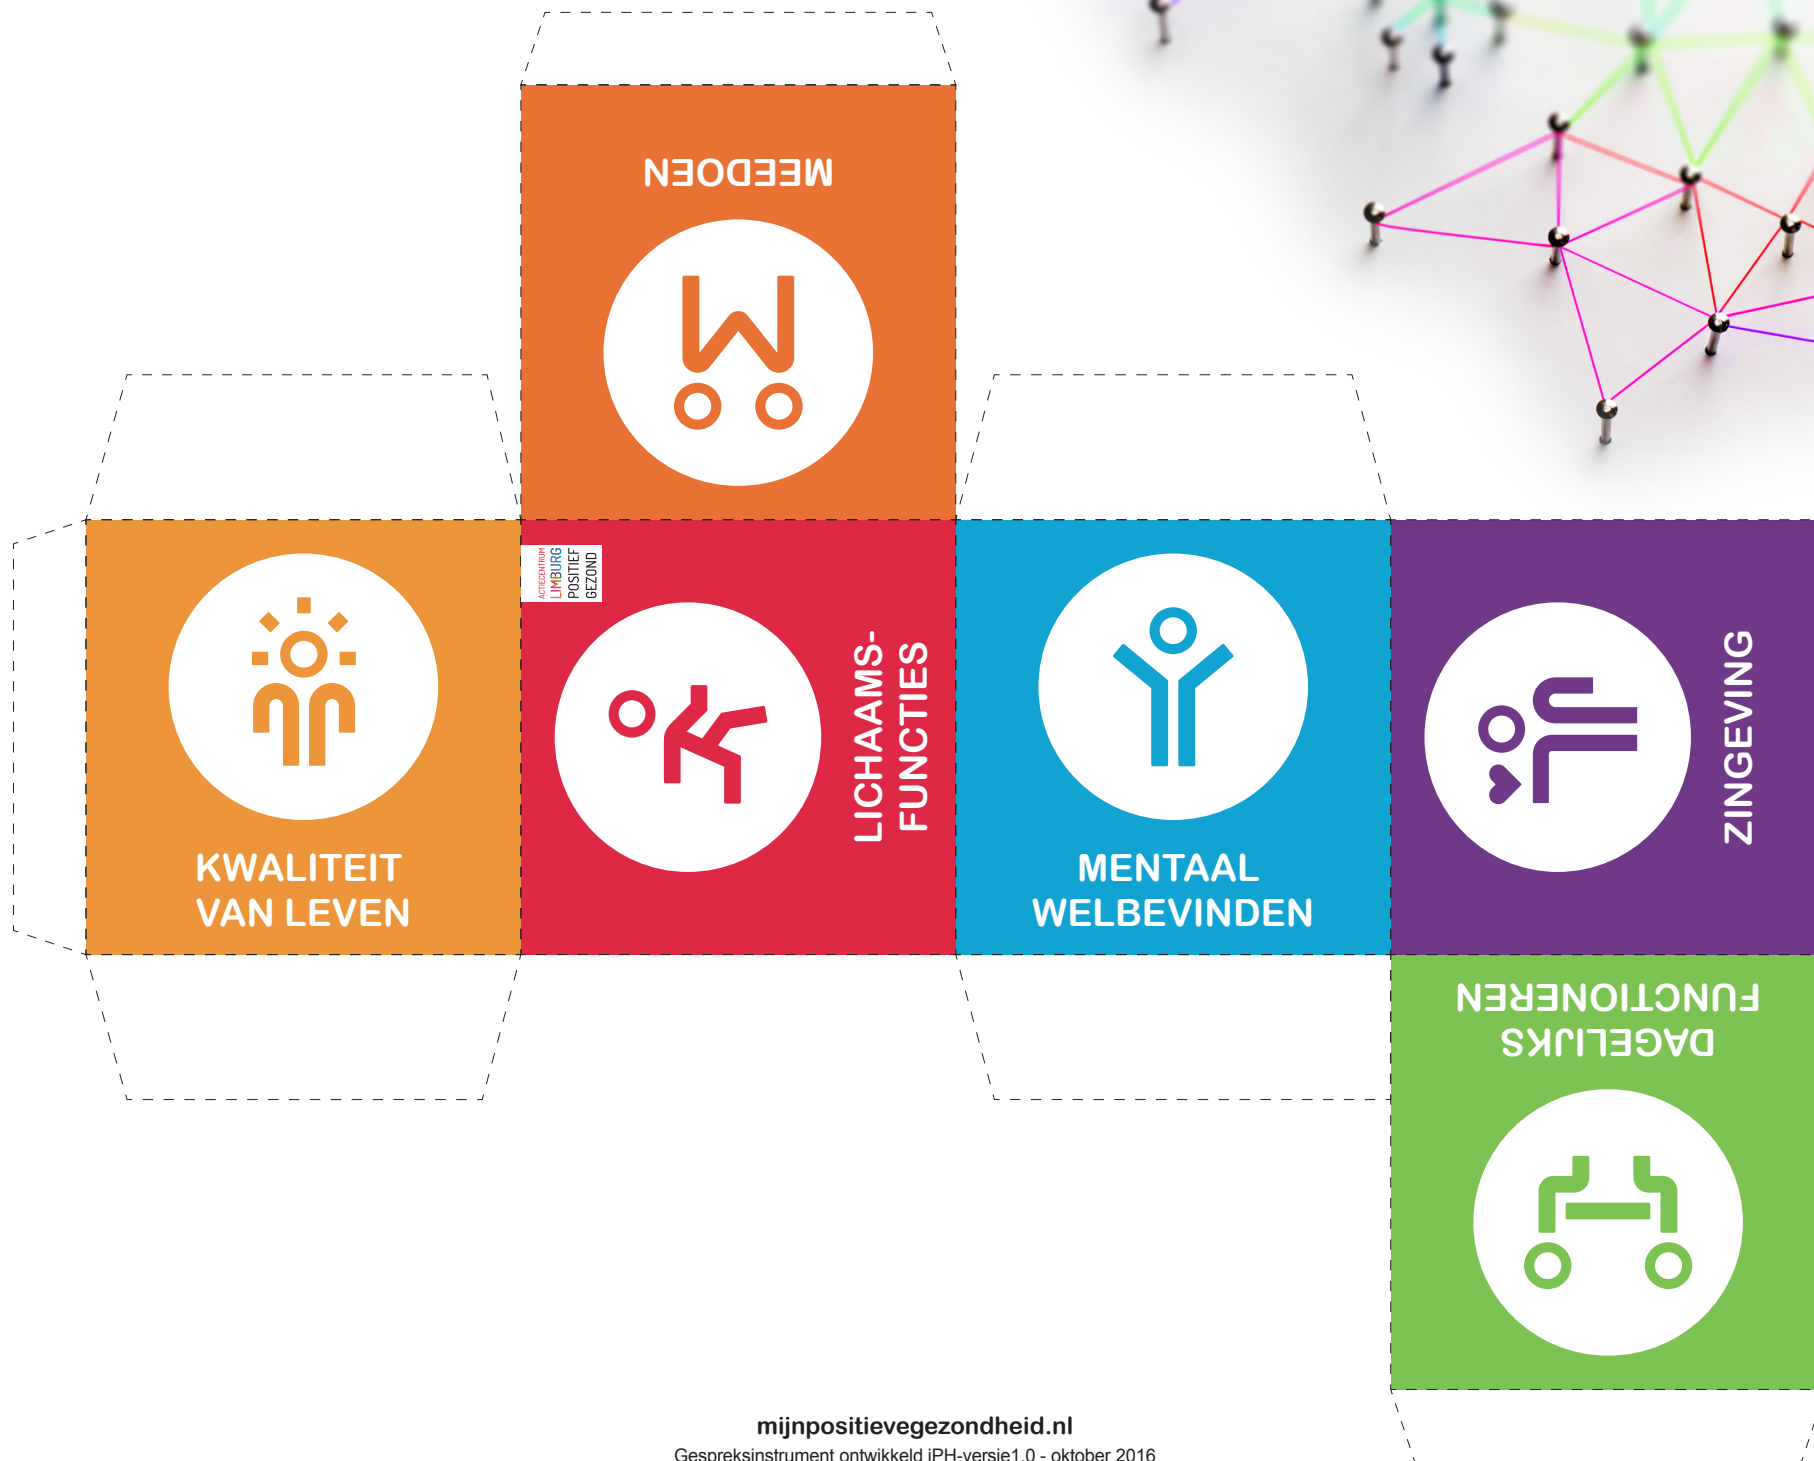 MEEDOEN
ACTIECENTRUM
LIMBURG
POSITIEF
GEZOND
KWALITEIT
VAN LEVEN
LICHAAMS-
FUNCTIES
MENTAAL
WELBEVINDEN
ZINGEVING
DAGELIJKS
FUNCTIONEREN
mijnpositievegezondheid.nl
Gespreksinstrument ontwikkeld iPH-versie1.0 - oktober 2016